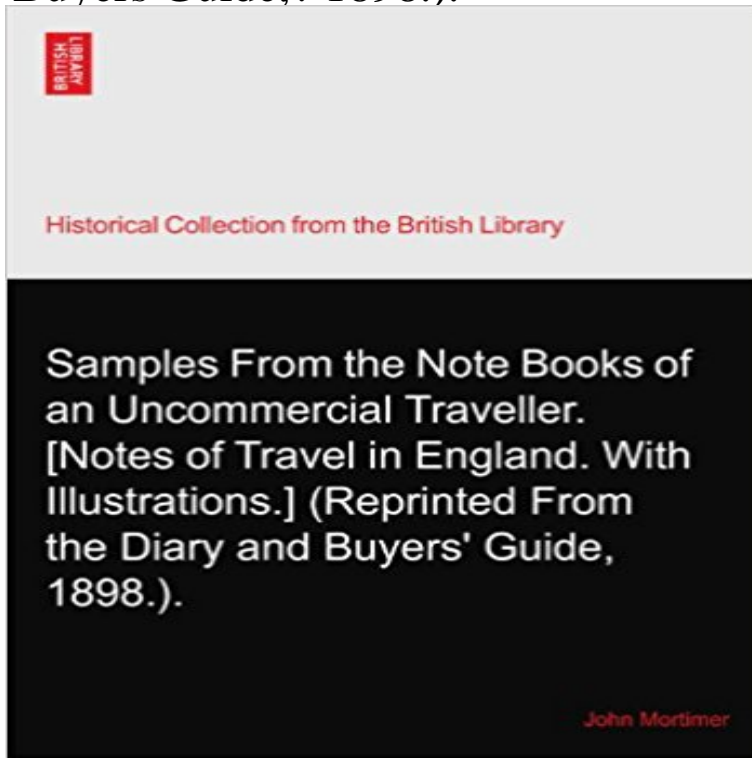 BRITISH
LIBRARY
Historical Collection from the British Library
Samples From the Note Books of
an Uncommercial Traveller.
[Notes of Travel in England. With
Illustrations.] (Reprinted From
the Diary and Buyers' Guide,
1898.).
John Mortimer